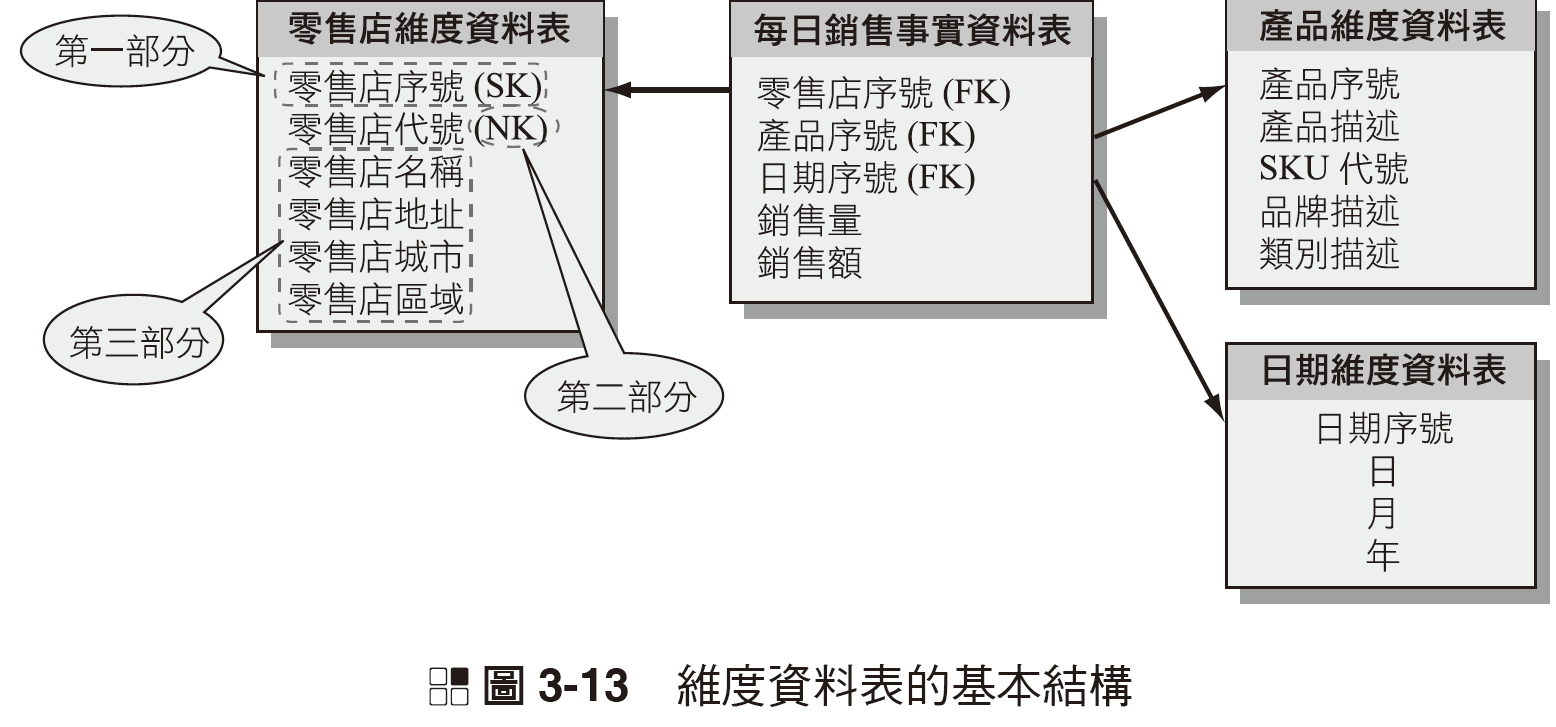 第一部分
零售店維度資料表
零售店序號 (SK)
零售店代號 (NK)
零售店名稱
零售店地址
零售店城市
零售店區域
第三部分
第二部分
每日銷售事實資料表
零售店序號 (FK)
產品序號 (FK)
日期序號 (FK)
銷售量
銷售額
產品維度資料表
產品序號
產品描述
SKU 代號
品牌描述
類別描述
日期維度資料表
日期序號
日
月
年
圖 3-13 維度資料表的基本結構